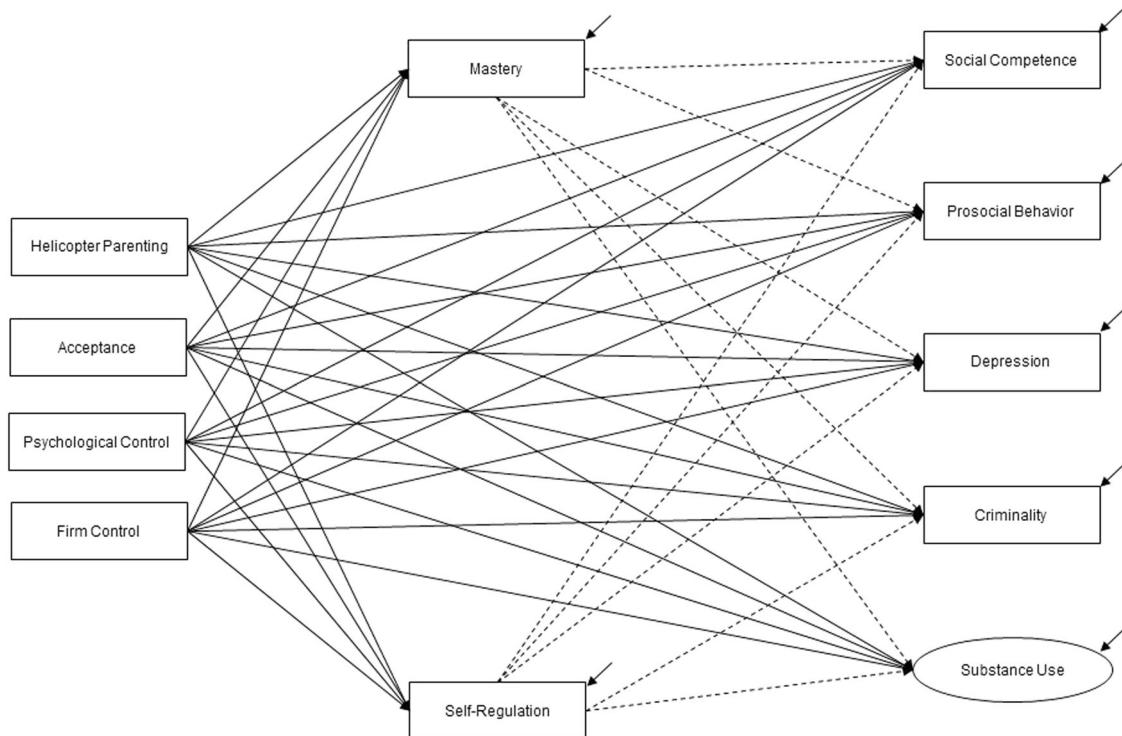 Mastery
Social Competence
Prosocial Behavior
Helicopter Parenting
Acceptance
Depression
Psychological Control
Firm Control
Criminality
Substance Use
Self-Regulation